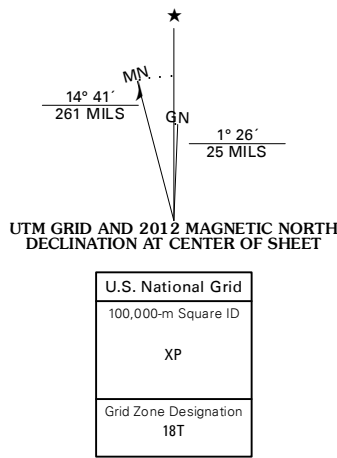 ★
MN
14° 41´
261 MILS
GN
1° 26´
25 MILS
UTM GRID AND 2012 MAGNETIC NORTH
DECLINATION AT CENTER OF SHEET
U.S. National Grid
100,000-m Square ID
XP
Grid Zone Designation
18T